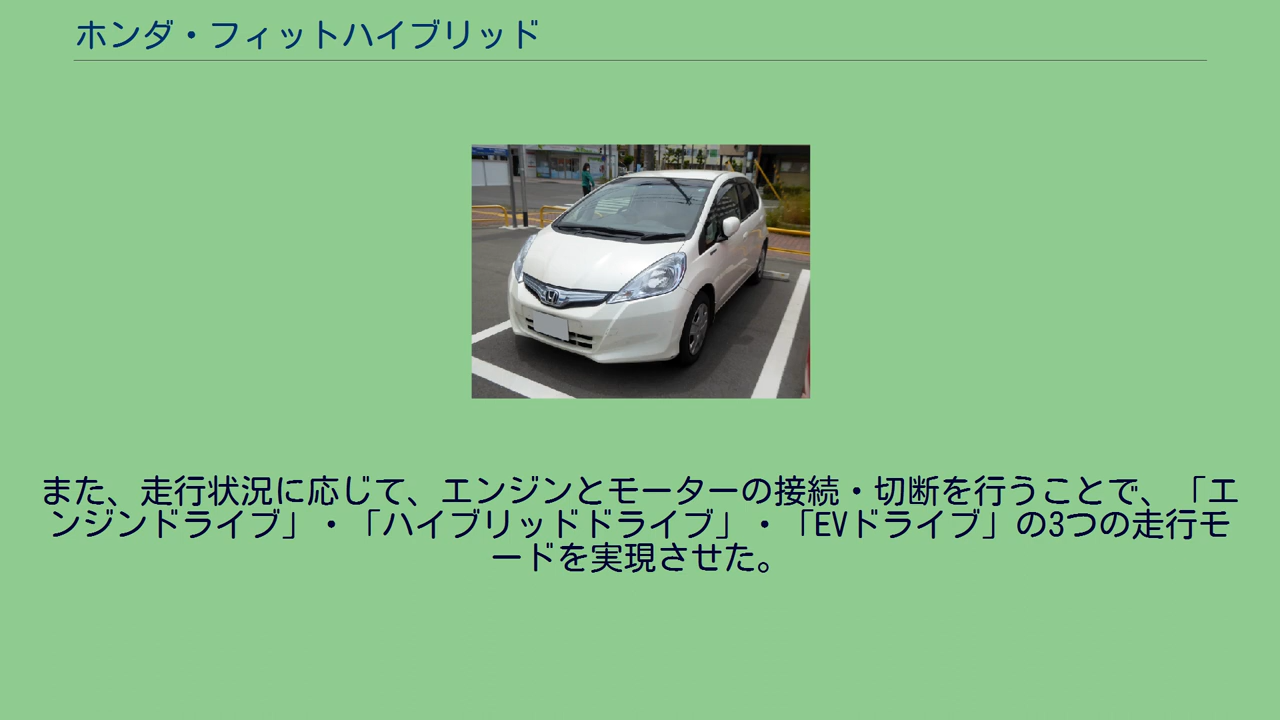 ホンダ・フィットハイブリッド
また、走行状況に応じて、エンジンとモーターの接続・切断を行うことで、「エ
ンジンドライブ」・「ハイブリッドドライブ」・「EVドライブ」の3つの走行モ
ードを実現させた。